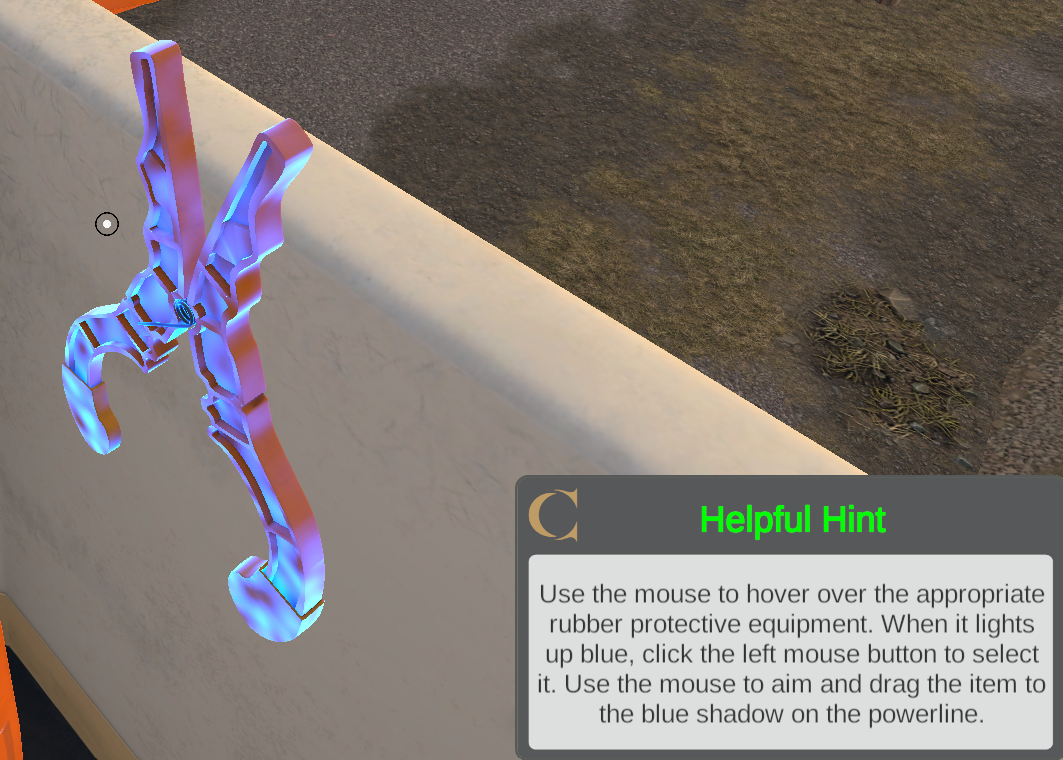 C
Helpful Hint
Use the mouse to hover over the appropriate
rubber protective equipment. When it lights
up blue, click the left mouse button to select
it. Use the mouse to aim and drag the item to
the blue shadow on the powerline.